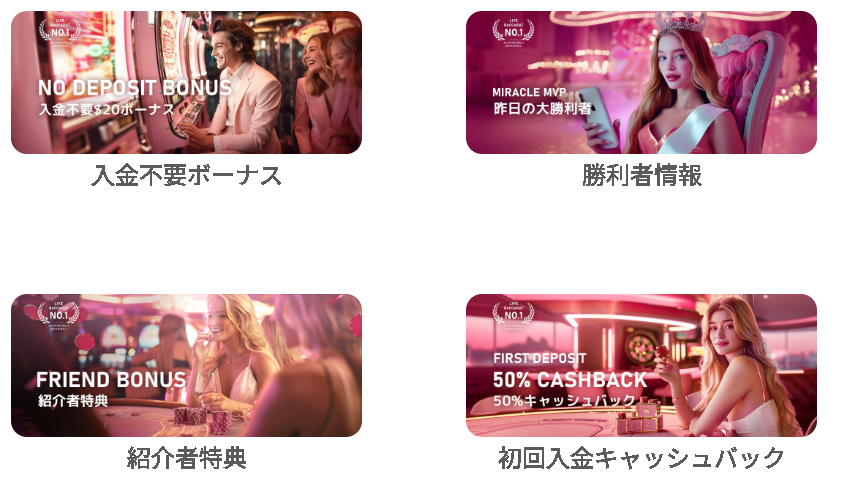 LIVE
BACCARAT
NO.1
NO DEPOSIT BONUS
入金不要$20ボーナス
入金不要ボーナス
LIVE
BACCARAT
NO.1
MIRACLE MVP
昨日の大勝利者
勝利者情報
LIVE
BACCARAT
NO.1
FRIEND BONUS
紹介者特典
紹介者特典
LIVE
BACCARAT
NO.1
FIRST DEPOSIT
50% CASHBACK
50%キャッシュバック
初回入金キャッシュバック